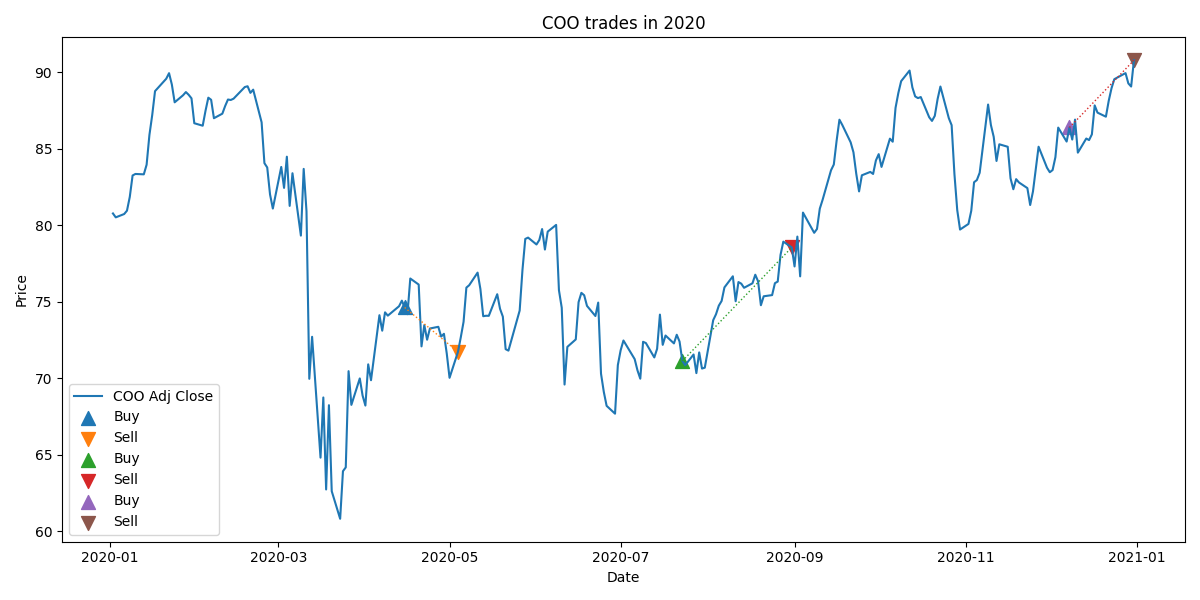 COO trades in 2020
Price
90
85
80
75
70
65
60
COO Adj Close
Buy
Sell
Buy
Sell
Buy
Sell
2020-01
2020-03
2020-05
2020-07
2020-09
2020-11
2021-01
Date